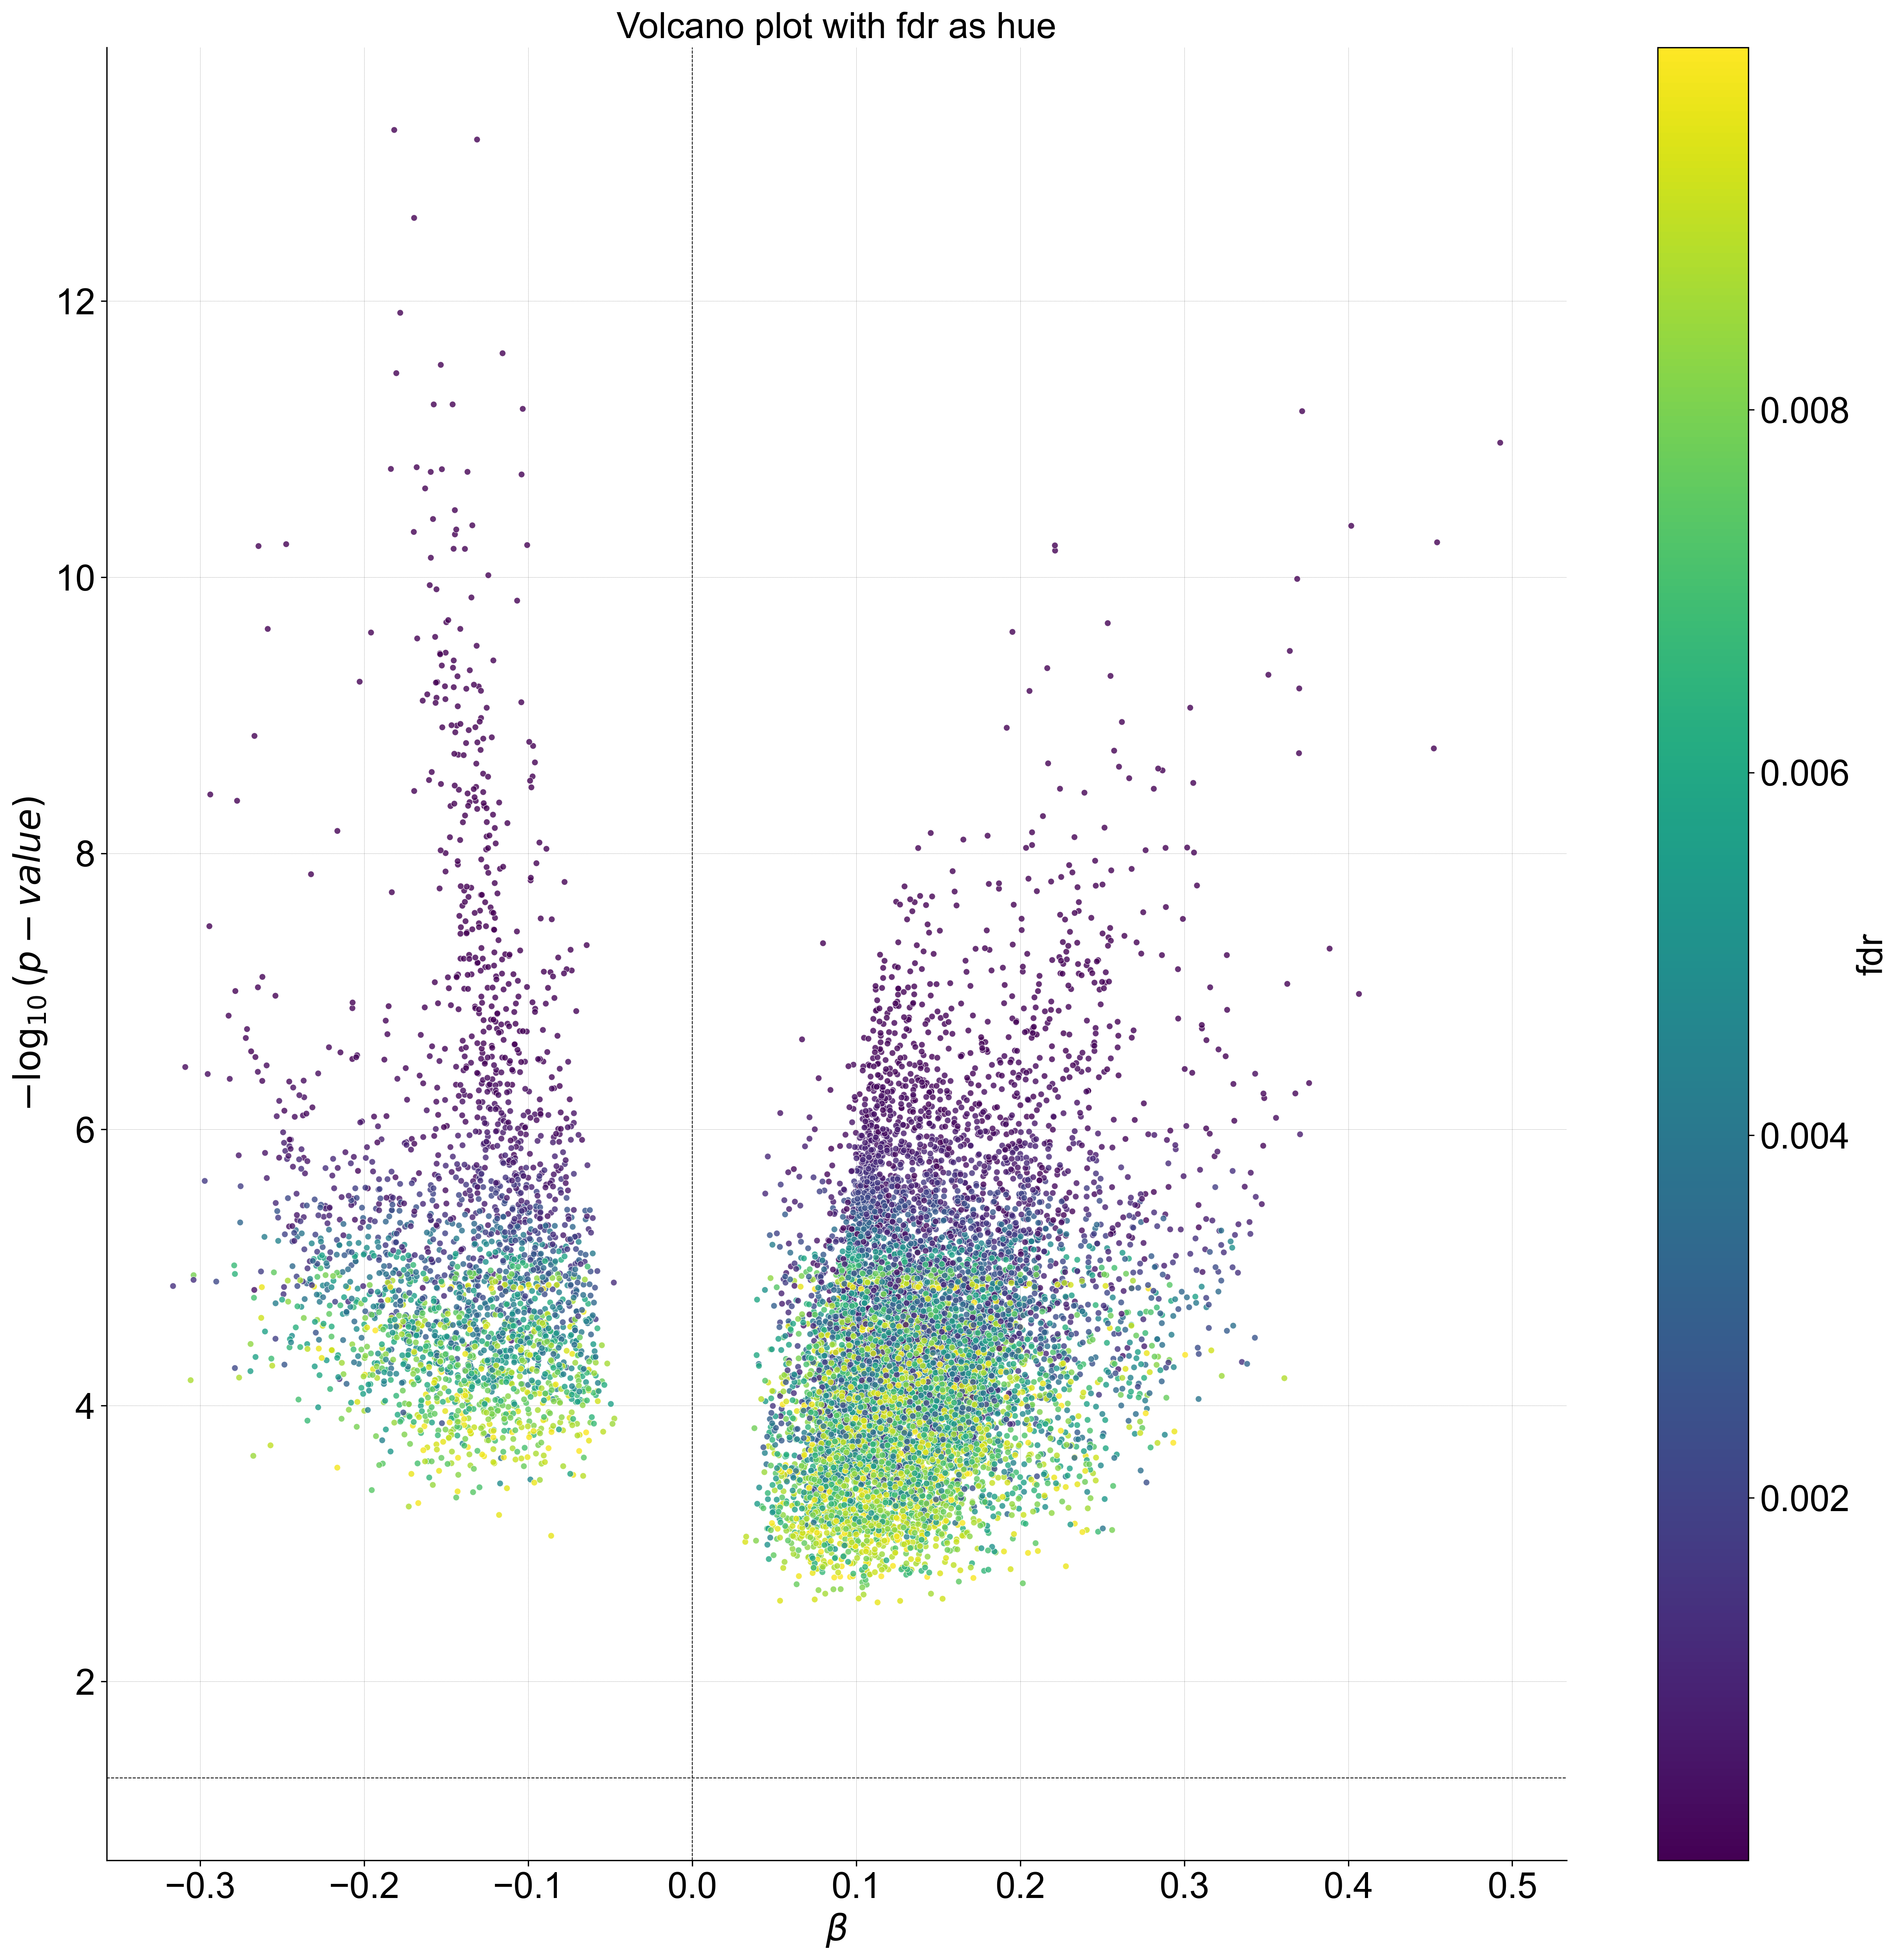 Volcano plot with fdr as hue
−log₁₀ (p − value)
12
10
8
6
4
2
−0.3 −0.2 −0.1 0.0 0.1 0.2 0.3 0.4 0.5
β
0.008
0.006
0.004
0.002
fdr